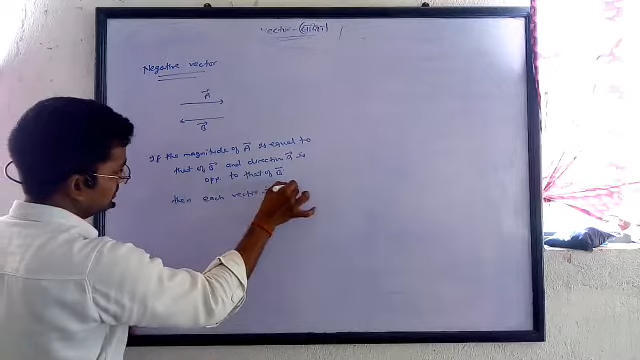 Vector -
Negative vector
A
B
If the magnitude of A is equal to
that of B and direction A is
opp. to that of B
then each vector